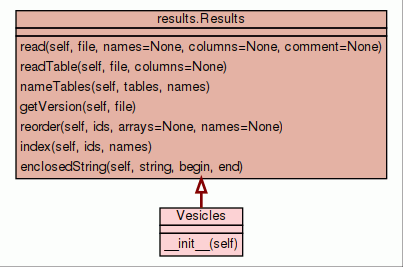 results.Results
read(self, file, names=None, columns=None, comment=None)
readTable(self, file, columns=None)
nameTables(self, tables, names)
getVersion(self, file)
reorder(self, ids, arrays=None, names=None)
index(self, ids, names)
enclosedString(self, string, begin, end)
Vesicles
__init__(self)